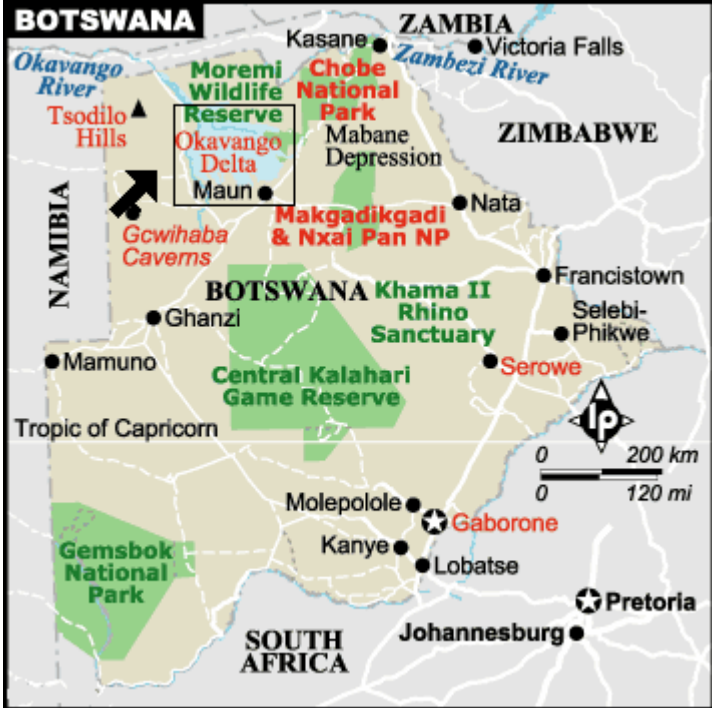 BOTSWANA
ZAMBIA
Kasane
Victoria Falls
Okavango
River
Zambezi River
Moremi
Wildlife
Reserve
Chobe
National
Park
Tsodilo
Hills
ZIMBABWE
Okavango
Delta
Mabane
Depression
Maun
Nata
NAMIBIA
Makgadikgadi
& Nxai Pan NP
Gcwihaba
Caverns
Francistown
BOTSWANA
Khama II
Rhino
Sanctuary
Ghanzi
Selebi-
Phikwe
Mamuno
Serowe
Central Kalahari
Game Reserve
Tropic of Capricorn
lp
0 200 km
0 120 mi
Molepolole
Gaborone
Kanye
Lobatse
Gemsbok
National
Park
Pretoria
Johannesburg
SOUTH
AFRICA